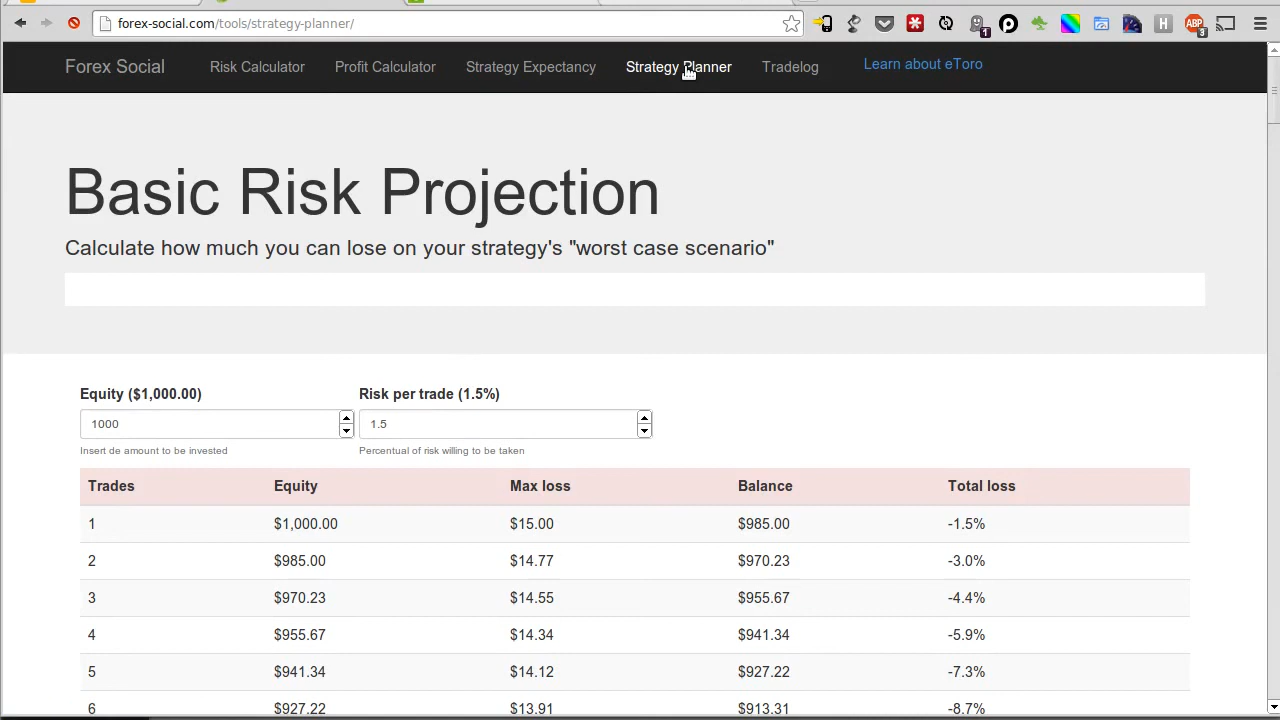 forex-social.com/tools/strategy-planner/
1
H
ABP
3
Forex Social Risk Calculator Profit Calculator Strategy Expectancy Strategy Planner Tradelog Learn about eToro
Basic Risk Projection
Calculate how much you can lose on your strategy's "worst case scenario"
Equity ($1,000.00) Risk per trade (1.5%)
1000 1.5
Insert de amount to be invested Percentual of risk willing to be taken
Trades Equity Max loss Balance Total loss
1 $1,000.00 $15.00 $985.00 -1.5%
2 $985.00 $14.77 $970.23 -3.0%
3 $970.23 $14.55 $955.67 -4.4%
4 $955.67 $14.34 $941.34 -5.9%
5 $941.34 $14.12 $927.22 -7.3%
6 $927.22 $13.91 $913.31 -8.7%